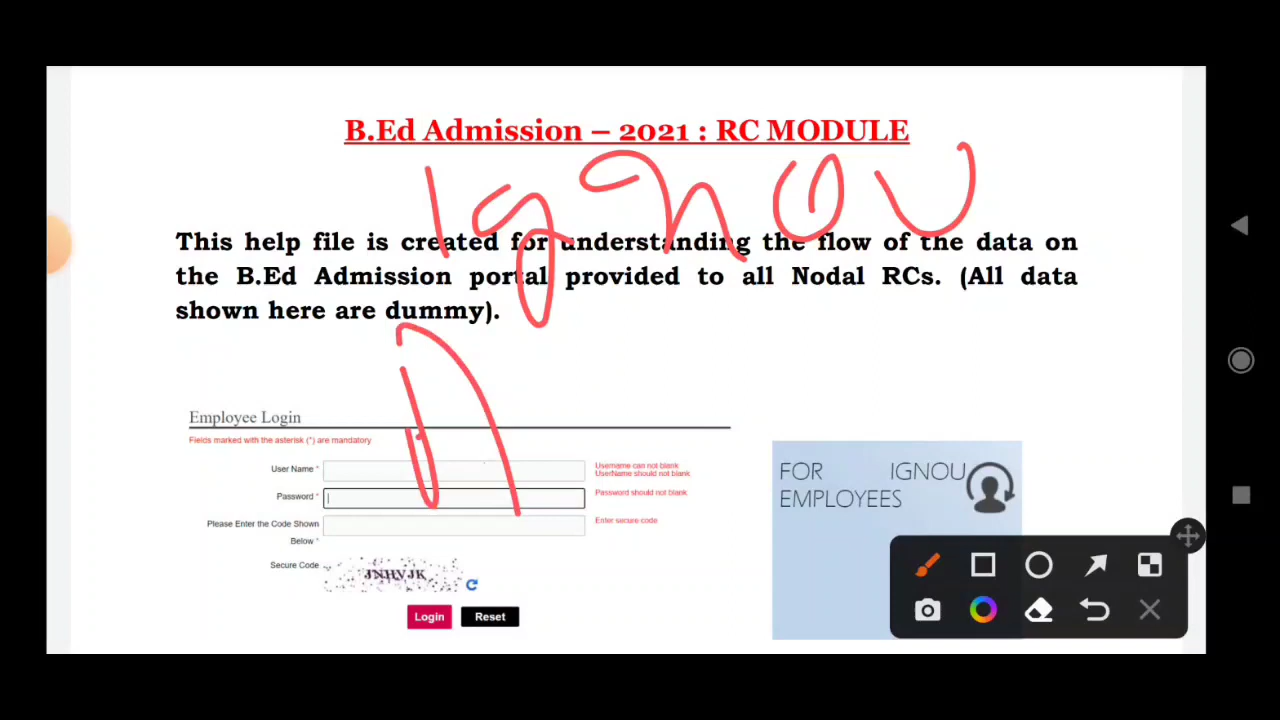 B.Ed Admission – 2021 : RC MODULE
Ignou
This help file is created for understanding the flow of the data on
the B.Ed Admission portal provided to all Nodal RCs. (All data
shown here are dummy).
Employee Login
Fields marked with the asterisk (*) are mandatory
User Name *
Username can not blank
UserName should not blank
Password *
Password should not blank
Please Enter the Code Shown
Below *
Enter secure code
Secure Code
JNHVJK
Login Reset
FOR IGNOU
EMPLOYEES